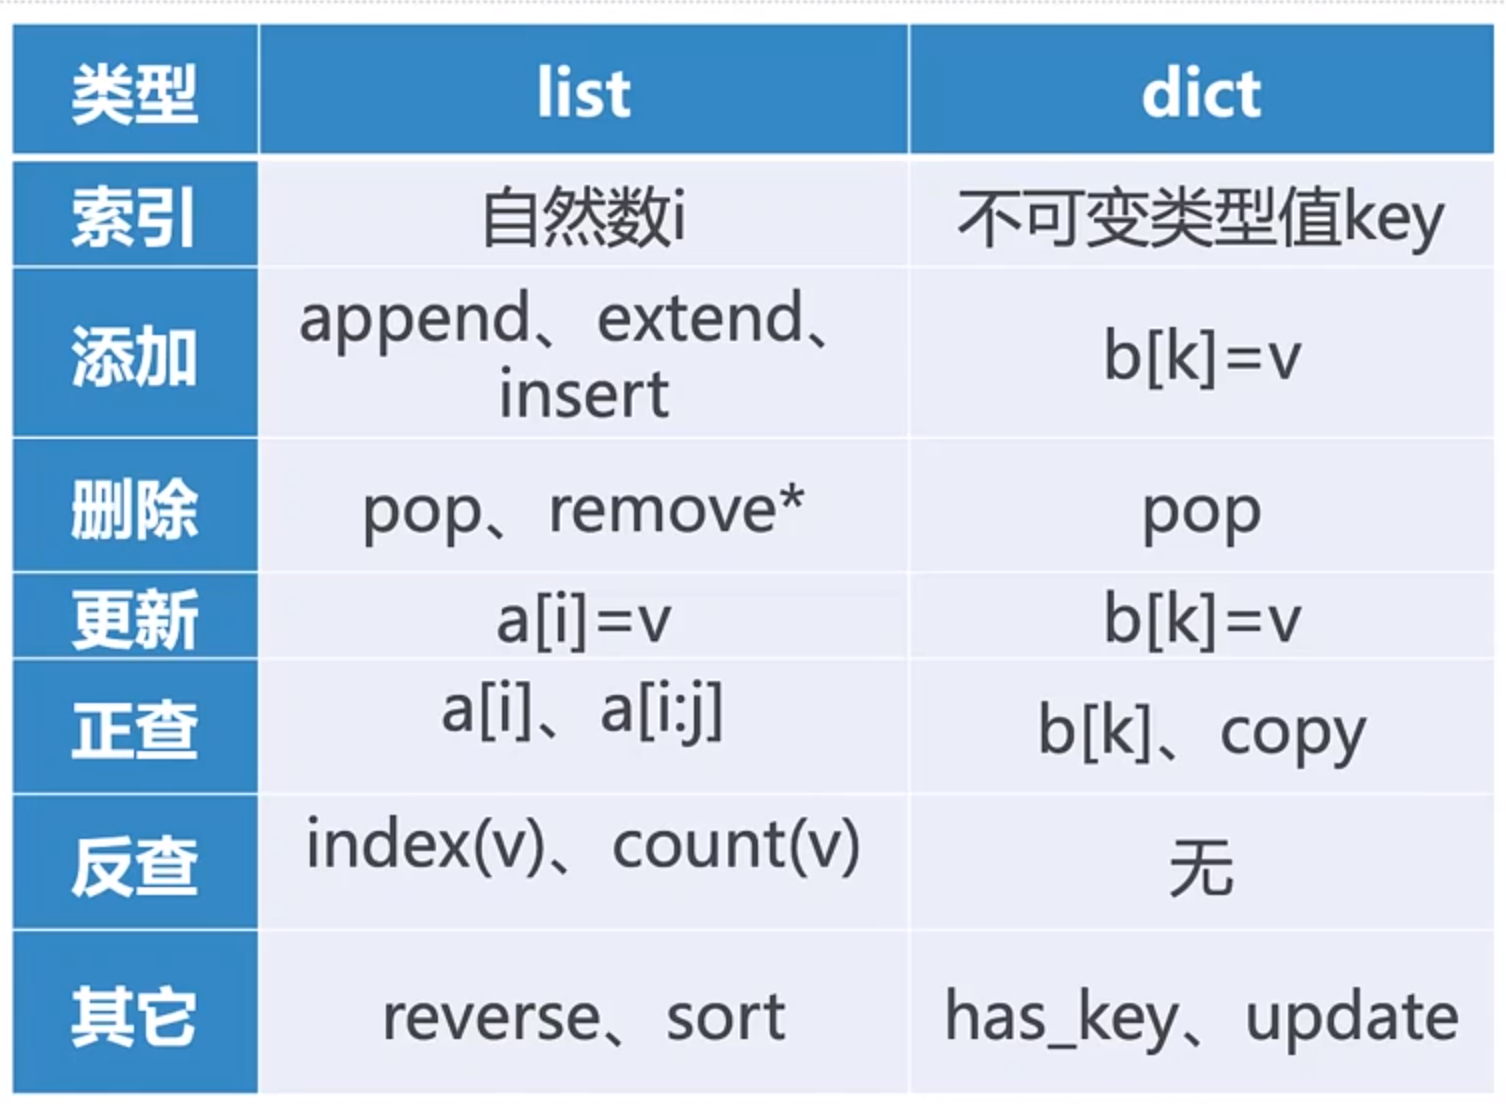 类型 list dict
索引 自然数i 不可变类型值key
添加 append、extend、
insert b[k]=v
删除 pop、remove* pop
更新 a[i]=v b[k]=v
正查 a[i]、a[i:j] b[k]、copy
反查 index(v)、count(v) 无
其它 reverse、sort has_key、update